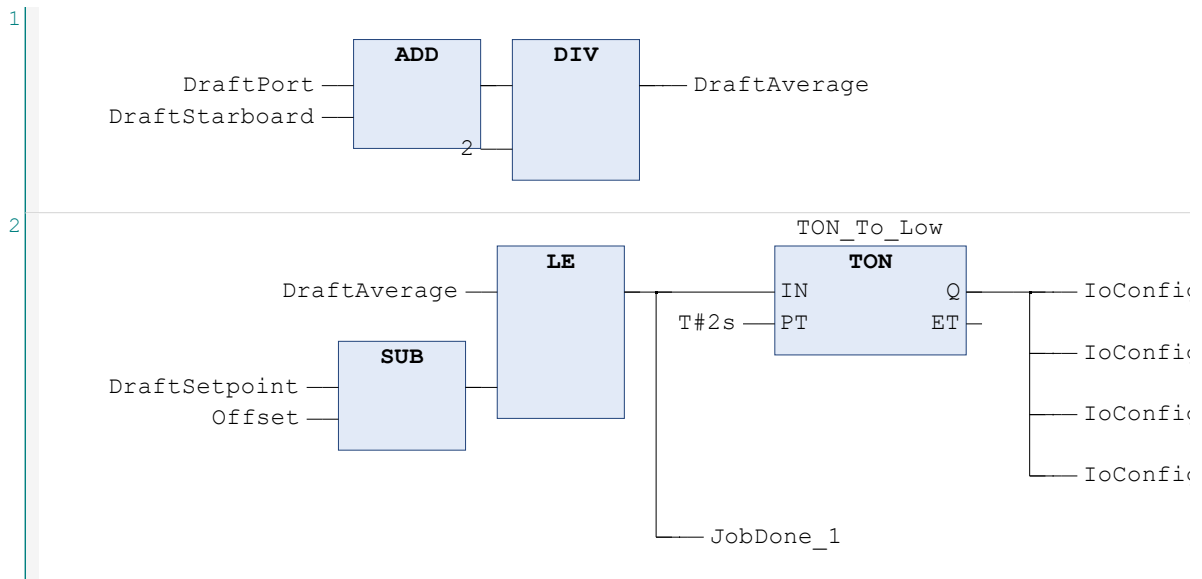 1
ADD DIV
DraftPort DraftAverage
DraftStarboard
2
2
TON_To_Low
LE TON
DraftAverage IN Q
T#2s PT ET
SUB
DraftSetpoint
Offset
JobDone_1